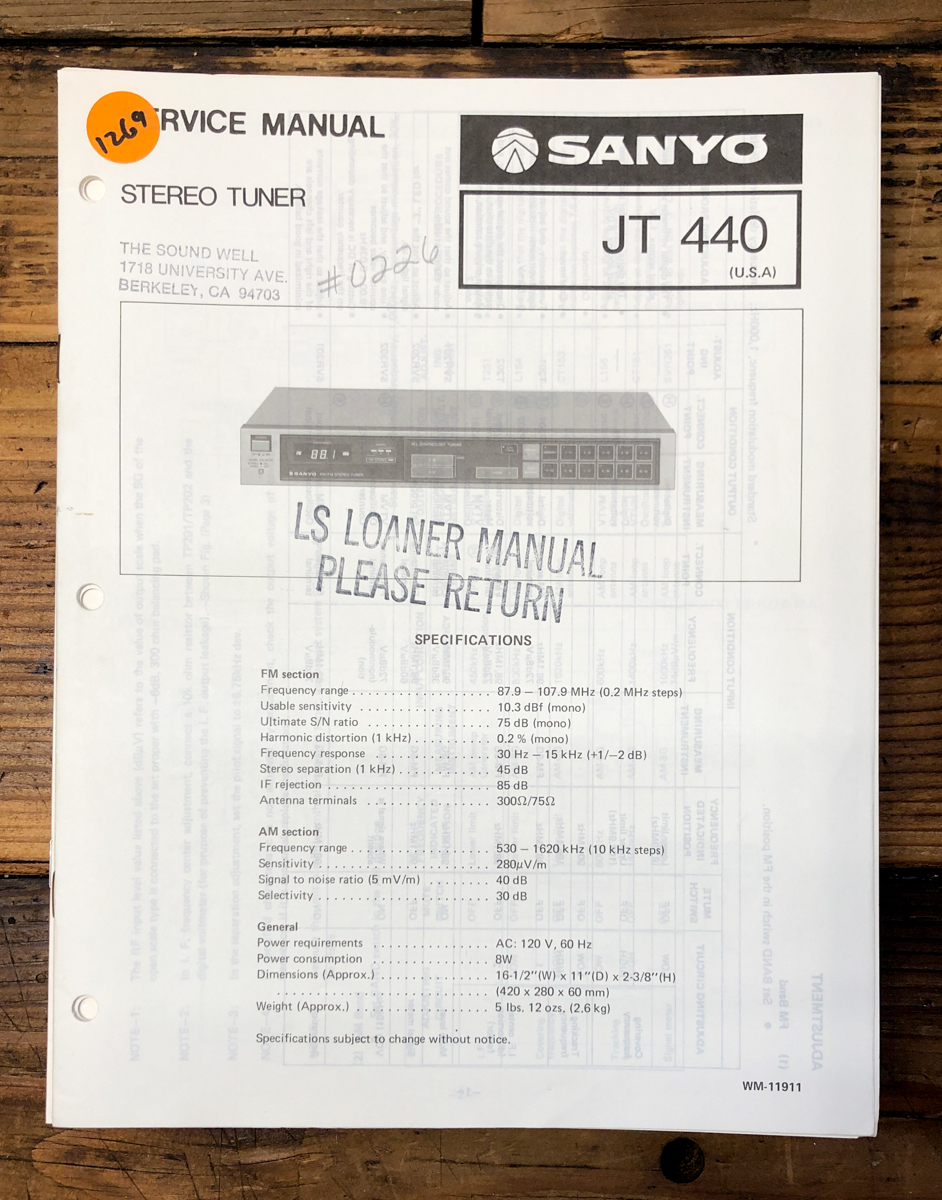 1269
RVICE MANUAL
SANYO
STEREO TUNER
JT 440
(U.S.A)
THE SOUND WELL
1718 UNIVERSITY AVE.
BERKELEY, CA 94703
#0226
881
SANYO
LS LOANER MANUAL
PLEASE RETURN
SPECIFICATIONS
FM section
Frequency range . . . . . . . . . . . . . . . . . 87.9 – 107.9 MHz (0.2 MHz steps)
Usable sensitivity . . . . . . . . . . . . . . . . 10.3 dBf (mono)
Ultimate S/N ratio . . . . . . . . . . . . . . . 75 dB (mono)
Harmonic distortion (1 kHz) . . . . . . . . . . 0.2 % (mono)
Frequency response . . . . . . . . . . . . . . 30 Hz – 15 kHz (+1/−2 dB)
Stereo separation (1 kHz) . . . . . . . . . . . . 45 dB
IF rejection . . . . . . . . . . . . . . . . . . . . 85 dB
Antenna terminals . . . . . . . . . . . . . . . 300Ω/75Ω
AM section
Frequency range . . . . . . . . . . . . . . . . . 530 – 1620 kHz (10 kHz steps)
Sensitivity . . . . . . . . . . . . . . . . . . . . . 280μV/m
Signal to noise ratio (5 mV/m) . . . . . . . . 40 dB
Selectivity . . . . . . . . . . . . . . . . . . . . . 30 dB
General
Power requirements . . . . . . . . . . . . . . AC: 120 V, 60 Hz
Power consumption . . . . . . . . . . . . . . 8W
Dimensions (Approx.) . . . . . . . . . . . . . 16-1/2″(W) x 11″(D) x 2-3/8″(H)
. . . . . . . . . . . . . . . . . . . . . . . . . . (420 x 280 x 60 mm)
Weight (Approx.) . . . . . . . . . . . . . . . . 5 lbs. 12 ozs, (2.6 kg)
Specifications subject to change without notice.
WM-11911